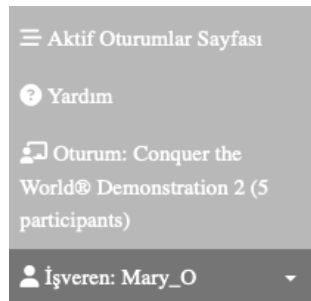 Aktif Oturumlar Sayfası
Yardım
Oturum: Conquer the
World® Demonstration 2 (5
participants)
İşveren: Mary_O